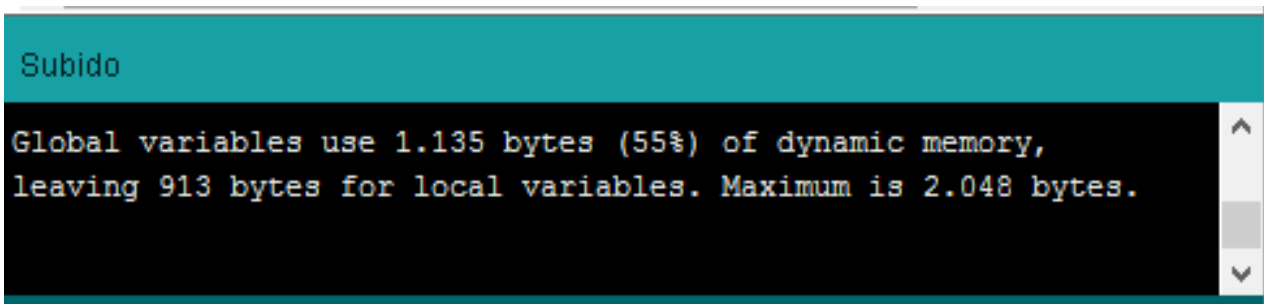 Subido
Global variables use 1.135 bytes (55%) of dynamic memory,
leaving 913 bytes for local variables. Maximum is 2.048 bytes.